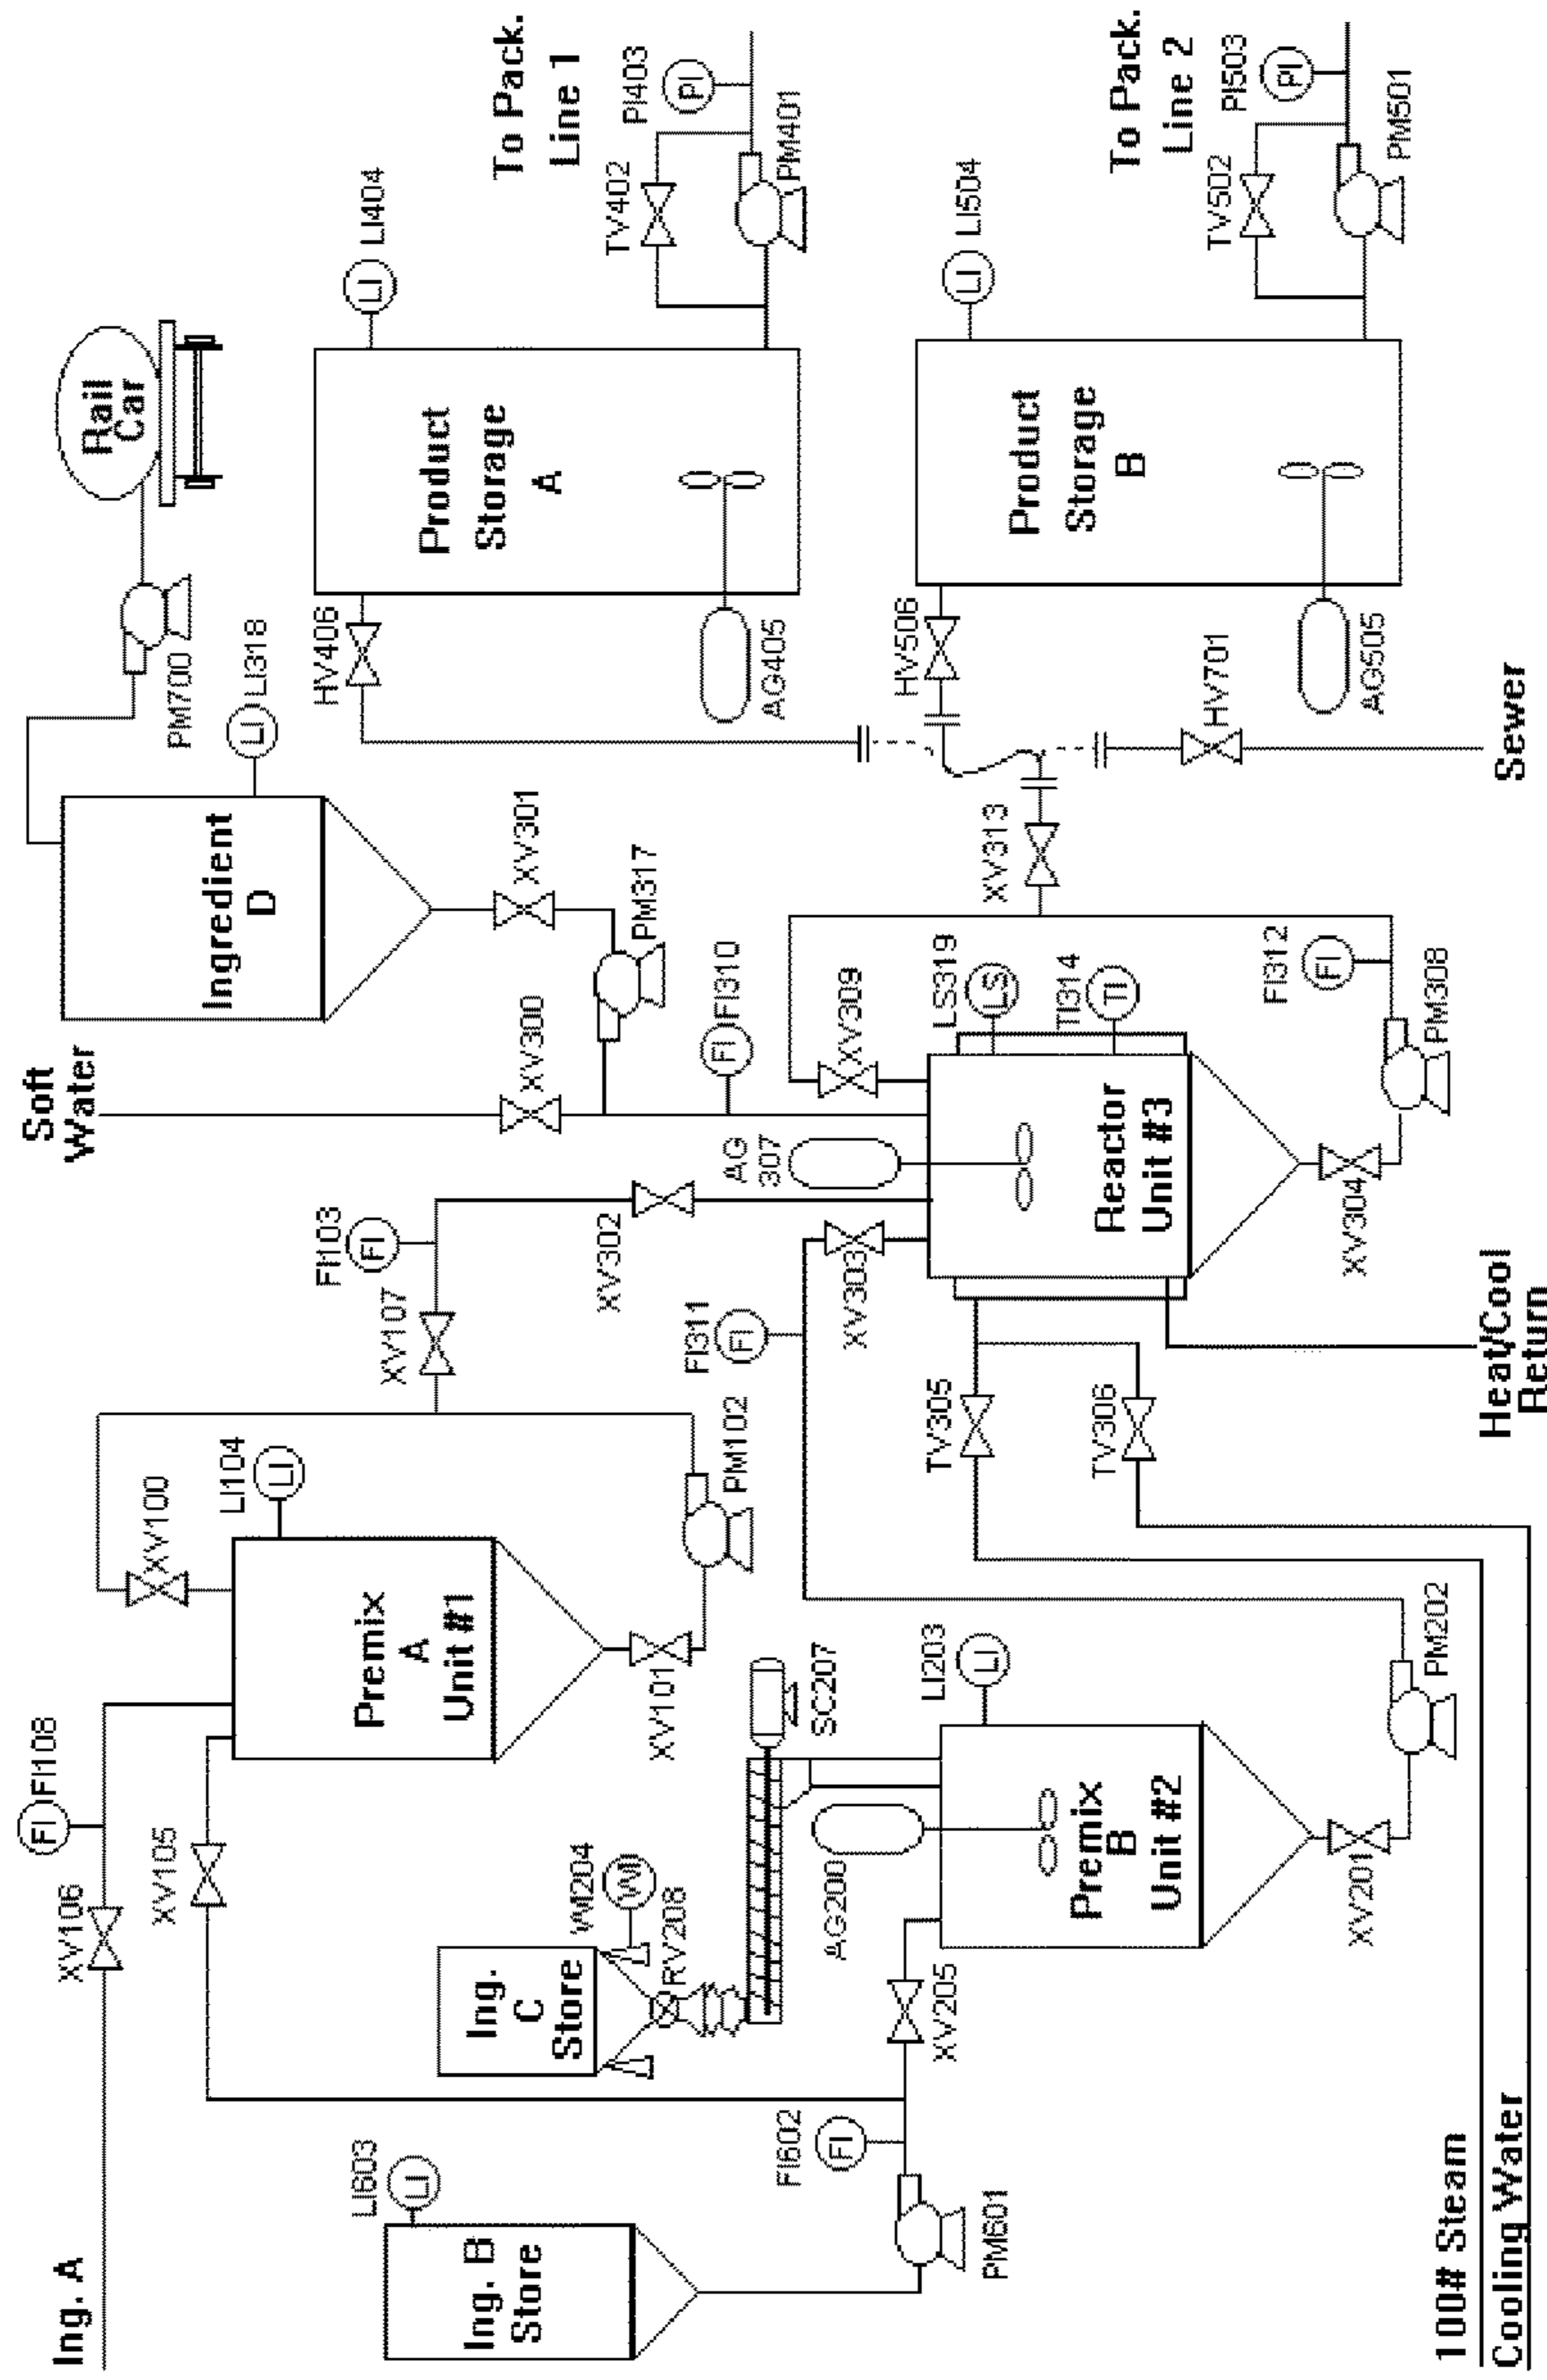 Ing. A
XV106
FI
FI108
XV105
LI603
LI
Ing. B
Store
PM601
FI602
FI
Ing.
C
Store
WI204
WI
RV208
SC207
XV205
AG200
LI203
LI
Premix
B
Unit #2
XV201
PM202
100# Steam
Cooling Water
XV100
LI104
LI
Premix
A
Unit #1
XV101
PM102
XV107
FI103
FI
XV302
FI311
FI
XV303
TV305
TV306
Heat/Cool
Return
Soft
Water
XV300
AG
307
FI
FI310
XV309
LS319
LS
TI314
TI
Reactor
Unit #3
XV304
PM308
FI312
FI
XV313
Ingredient
D
LI
LI318
XV301
PM317
PM700
Rail
Car
HV406
Product
Storage
A
AG405
LI
LI404
TV402
PM401
PI403
PI
To Pack.
Line 1
HV506
Product
Storage
B
AG505
LI
LI504
TV502
PM501
PI503
PI
To Pack.
Line 2
HV701
Sewer